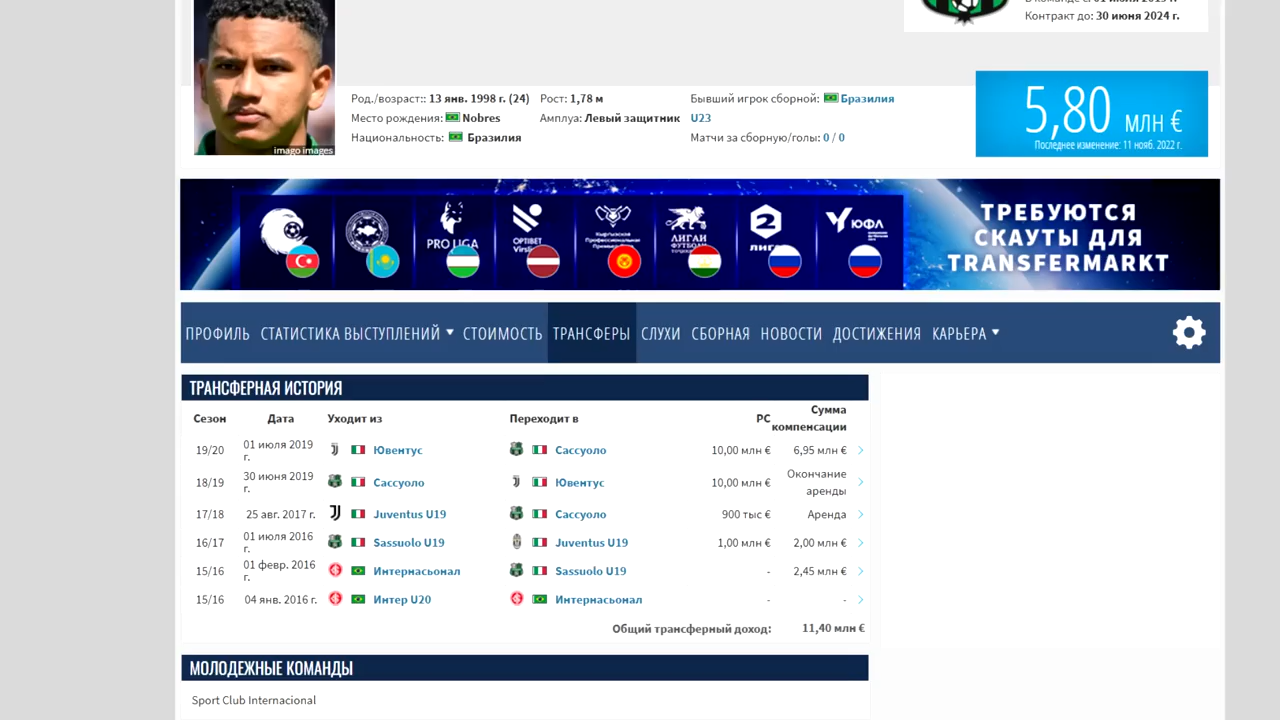 Контракт до: 30 июня 2024 г.
imago images
Род./возраст:: 13 янв. 1998 г. (24)
Место рождения: Nobres
Национальность: Бразилия
Рост: 1,78 м
Амплуа: Левый защитник
Бывший игрок сборной: Бразилия
U23
Матчи за сборную/голы: 0 / 0
5,80 млн €
Последнее изменение: 11 нояб. 2022 г.
PRO LIGA
OPTIBET
ЛИГАИ
2
ЮФЛ
ТРЕБУЮТСЯ
СКАУТЫ ДЛЯ
TRANSFERMARKT
ПРОФИЛЬ СТАТИСТИКА ВЫСТУПЛЕНИЙ СТОИМОСТЬ ТРАНСФЕРЫ СЛУХИ СБОРНАЯ НОВОСТИ ДОСТИЖЕНИЯ КАРЬЕРА
ТРАНСФЕРНАЯ ИСТОРИЯ
Сезон Дата Уходит из Переходит в РС Сумма
компенсации
19/20 01 июля 2019 г. Ювентус Сассуоло 10,00 млн € 6,95 млн €
18/19 30 июня 2019 г. Сассуоло Ювентус 10,00 млн € Окончание аренды
17/18 25 авг. 2017 г. Juventus U19 Сассуоло 900 тыс € Аренда
16/17 01 июля 2016 г. Sassuolo U19 Juventus U19 1,00 млн € 2,00 млн €
15/16 01 февр. 2016 г. Интернасьонал Sassuolo U19 - 2,45 млн €
15/16 04 янв. 2016 г. Интер U20 Интернасьонал - -
Общий трансферный доход: 11,40 млн €
МОЛОДЕЖНЫЕ КОМАНДЫ
Sport Club Internacional